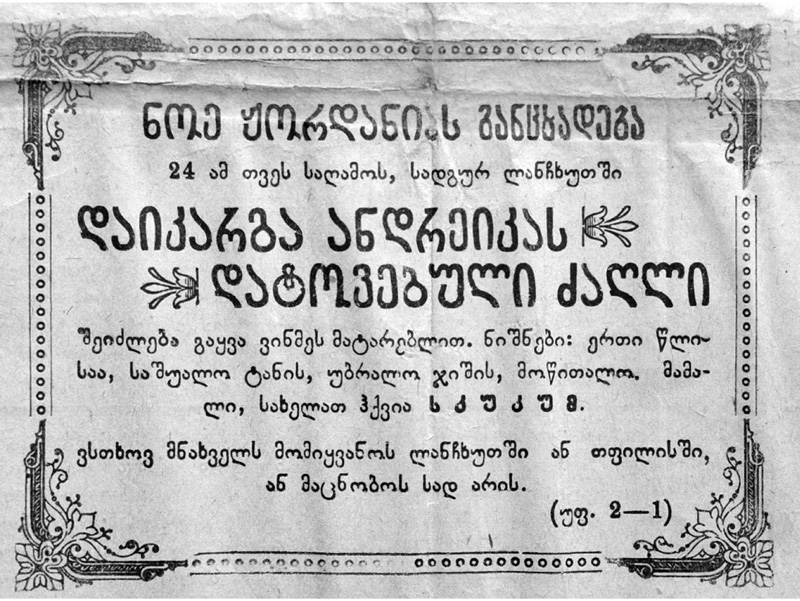 ნოე ჟორდანიას განცხადება
24 ამ თვეს საღამოს, სადგურ ლანჩხუთში
დაიკარგა ანდრეიკას
დატოვებული ძაღლი
შეიძლება გაყვა ვინმეს მატარებლით. ნიშნები: ერთი წლი-
საა, საშუალო ტანის, უბრალო ჯიშის, მოწითალო. მამა-
ლი, სახელათ ჰქვია ს კ უ კ უ მ.
ვსთხოვ მნახველს მომიყვანოს ლანჩხუთში ან თფილისში,
ან მაცნობოს სად არის.
(უფ. 2—1)